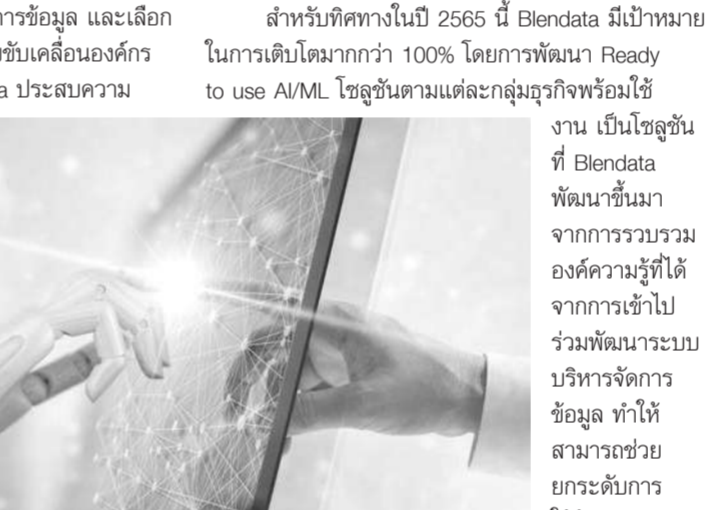 การข้อมูล และเลือก
ขับเคลื่อนองค์กร
a ประสบความ
สำหรับทิศทางในปี 2565 นี้ Blendata มีเป้าหมาย
ในการเติบโตมากกว่า 100% โดยการพัฒนา Ready
to use AI/ML โซลูชันตามแต่ละกลุ่มธุรกิจพร้อมใช้
งาน เป็นโซลูชัน
ที่ Blendata
พัฒนาขึ้นมา
จากการรวบรวม
องค์ความรู้ที่ได้
จากการเข้าไป
ร่วมพัฒนาระบบ
บริหารจัดการ
ข้อมูล ทำให้
สามารถช่วย
ยกระดับการ